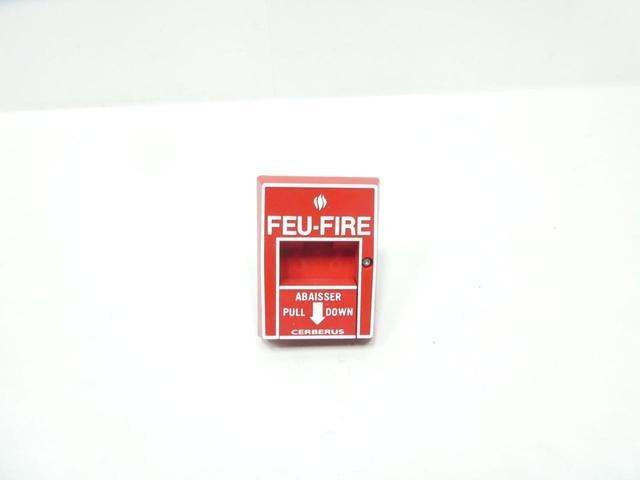 FEU-FIRE
ABAISSER
PULL DOWN
CERBERUS